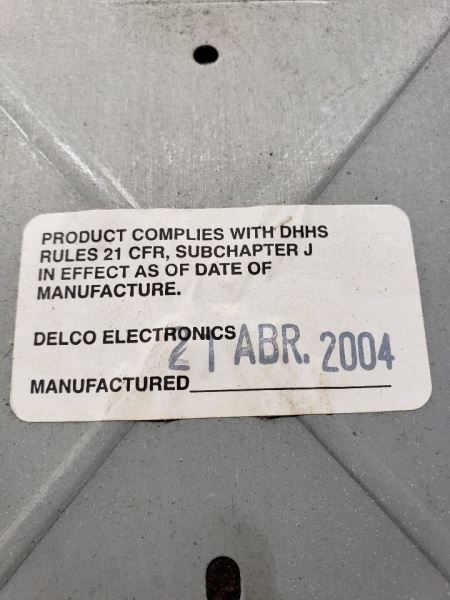 PRODUCT COMPLIES WITH DHHS
RULES 21 CFR, SUBCHAPTER J
IN EFFECT AS OF DATE OF
MANUFACTURE.
DELCO ELECTRONICS
21 ABR. 2004
MANUFACTURED